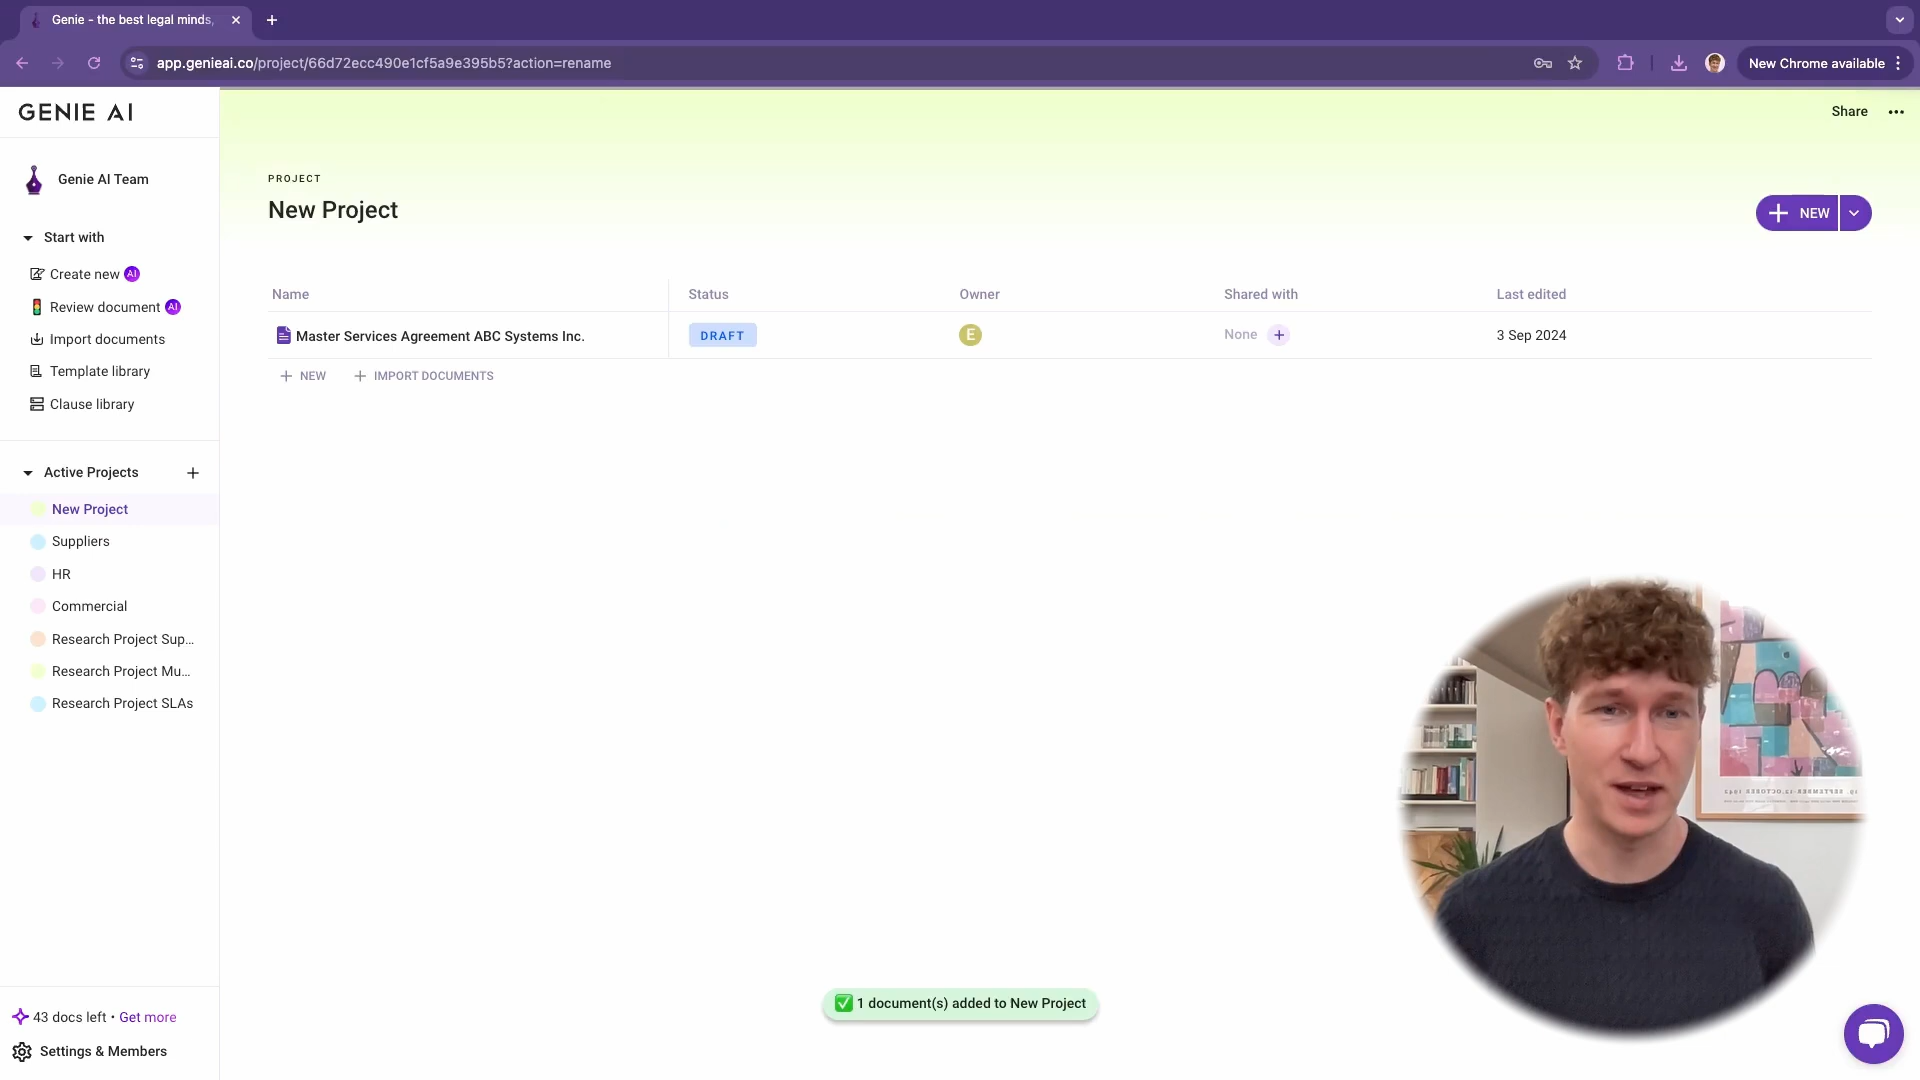 Genie - the best legal minds,
app.genieai.co/project/66d72ecc490e1cf5a9e395b5?action=rename
New Chrome available
GENIE AI
Share
Genie AI Team
PROJECT
New Project
NEW
Start with
Create new AI
Review document AI
Import documents
Template library
Clause library
Name Status Owner Shared with Last edited
Master Services Agreement ABC Systems Inc. DRAFT E None + 3 Sep 2024
NEW IMPORT DOCUMENTS
Active Projects
New Project
Suppliers
HR
Commercial
Research Project Sup...
Research Project Mu...
Research Project SLAs
1 document(s) added to New Project
43 docs left • Get more
Settings & Members